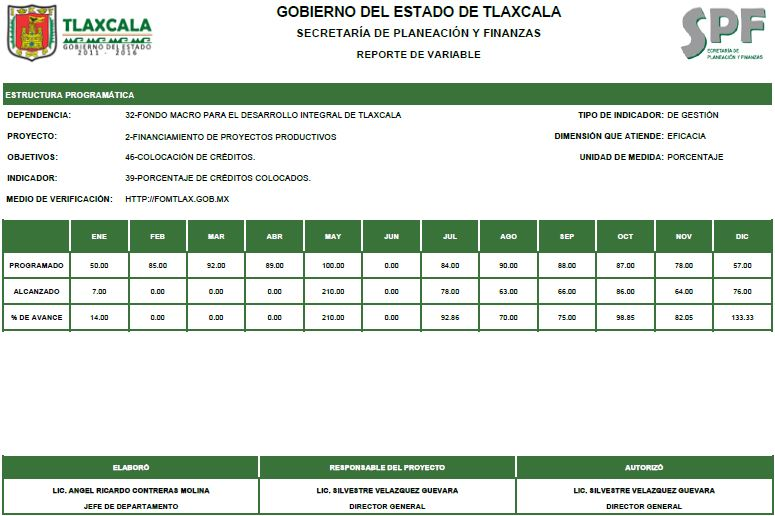 TLAXCALA
GOBIERNO DEL ESTADO
2011 - 2016
GOBIERNO DEL ESTADO DE TLAXCALA
SECRETARÍA DE PLANEACIÓN Y FINANZAS
REPORTE DE VARIABLE
SPF
SECRETARÍA DE
PLANEACIÓN Y FINANZAS
ESTRUCTURA PROGRAMÁTICA
DEPENDENCIA: 32-FONDO MACRO PARA EL DESARROLLO INTEGRAL DE TLAXCALA TIPO DE INDICADOR: DE GESTIÓN
PROYECTO: 2-FINANCIAMIENTO DE PROYECTOS PRODUCTIVOS DIMENSIÓN QUE ATIENDE: EFICACIA
OBJETIVOS: 46-COLOCACIÓN DE CRÉDITOS. UNIDAD DE MEDIDA: PORCENTAJE
INDICADOR: 39-PORCENTAJE DE CRÉDITOS COLOCADOS.
MEDIO DE VERIFICACIÓN: HTTP://FOMTLAX.GOB.MX
ENE FEB MAR ABR MAY JUN JUL AGO SEP OCT NOV DIC
PROGRAMADO 50.00 85.00 92.00 89.00 100.00 0.00 84.00 90.00 88.00 87.00 78.00 57.00
ALCANZADO 7.00 0.00 0.00 0.00 210.00 0.00 78.00 63.00 66.00 86.00 64.00 76.00
% DE AVANCE 14.00 0.00 0.00 0.00 210.00 0.00 92.86 70.00 75.00 98.85 82.05 133.33
ELABORÓ RESPONSABLE DEL PROYECTO AUTORIZÓ
LIC. ANGEL RICARDO CONTRERAS MOLINA LIC. SILVESTRE VELAZQUEZ GUEVARA LIC. SILVESTRE VELAZQUEZ GUEVARA
JEFE DE DEPARTAMENTO DIRECTOR GENERAL DIRECTOR GENERAL